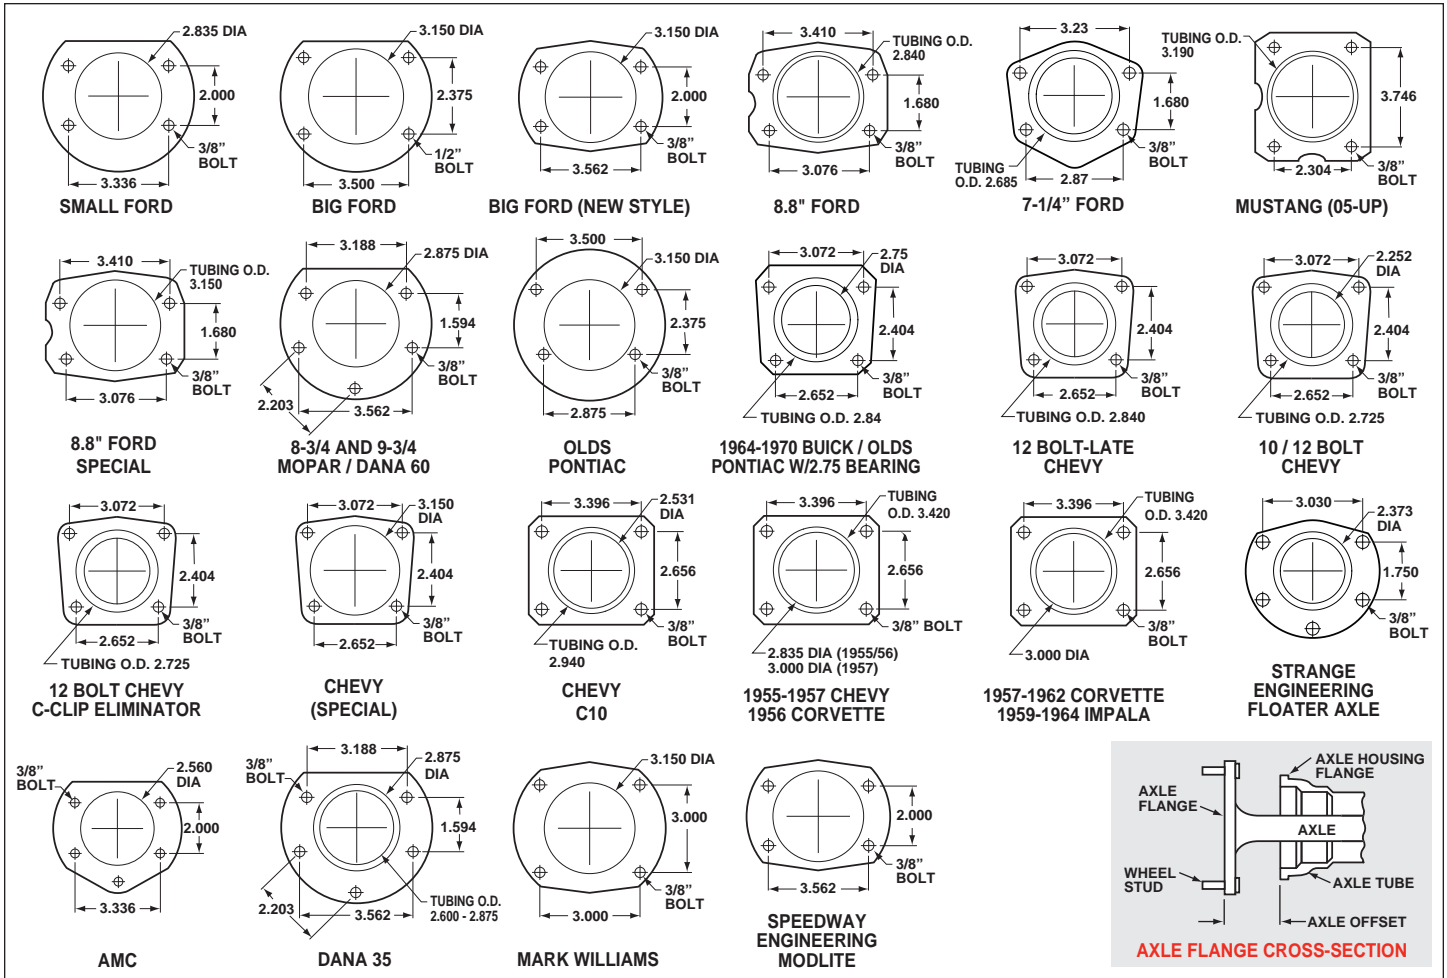 2.835 DIA
2.000
3/8”
BOLT
3.336
SMALL FORD
3.150 DIA
2.375
1/2”
BOLT
3.500
BIG FORD
3.150 DIA
2.000
3/8”
BOLT
3.562
BIG FORD (NEW STYLE)
3.410
TUBING O.D.
2.840
1.680
3/8”
BOLT
3.076
8.8" FORD
3.23
1.680
3/8”
BOLT
TUBING
O.D. 2.685
2.87
7-1/4” FORD
TUBING O.D.
3.190
3.746
3/8”
BOLT
2.304
MUSTANG (05-UP)
3.410
TUBING O.D.
3.150
1.680
3/8”
BOLT
3.076
8.8" FORD
SPECIAL
3.188
2.875 DIA
1.594
3/8”
BOLT
2.203
3.562
8-3/4 AND 9-3/4
MOPAR / DANA 60
3.500
3.150 DIA
2.375
3/8”
BOLT
2.875
OLDS
PONTIAC
3.072
2.75
DIA
2.404
3/8”
BOLT
2.652
TUBING O.D. 2.84
1964-1970 BUICK / OLDS
PONTIAC W/2.75 BEARING
3.072
2.404
3/8”
BOLT
2.652
TUBING O.D. 2.840
12 BOLT-LATE
CHEVY
3.072
2.252
DIA
2.404
3/8”
BOLT
2.652
TUBING O.D. 2.725
10 / 12 BOLT
CHEVY
3.072
2.404
3/8”
BOLT
2.652
TUBING O.D. 2.725
12 BOLT CHEVY
C-CLIP ELIMINATOR
3.072
3.150
DIA
2.404
3/8”
BOLT
2.652
CHEVY
(SPECIAL)
3.396
2.531
DIA
2.656
3/8”
BOLT
TUBING O.D.
2.940
CHEVY
C10
3.396
TUBING
O.D. 3.420
2.656
3/8” BOLT
2.835 DIA (1955/56)
3.000 DIA (1957)
1955-1957 CHEVY
1956 CORVETTE
3.396
TUBING
O.D. 3.420
2.656
3/8”
BOLT
3.000 DIA
1957-1962 CORVETTE
1959-1964 IMPALA
3.030
2.373
DIA
1.750
3/8”
BOLT
STRANGE
ENGINEERING
FLOATER AXLE
3/8”
BOLT
2.560
DIA
2.000
3.336
AMC
3/8”
BOLT
3.188
2.875
DIA
1.594
2.203
3.562
TUBING O.D.
2.600 - 2.875
DANA 35
3.150 DIA
3.000
3/8”
BOLT
3.000
MARK WILLIAMS
2.000
3/8”
BOLT
3.562
SPEEDWAY
ENGINEERING
MODLITE
AXLE HOUSING
FLANGE
AXLE
FLANGE
AXLE
WHEEL
STUD
AXLE TUBE
AXLE OFFSET
AXLE FLANGE CROSS-SECTION